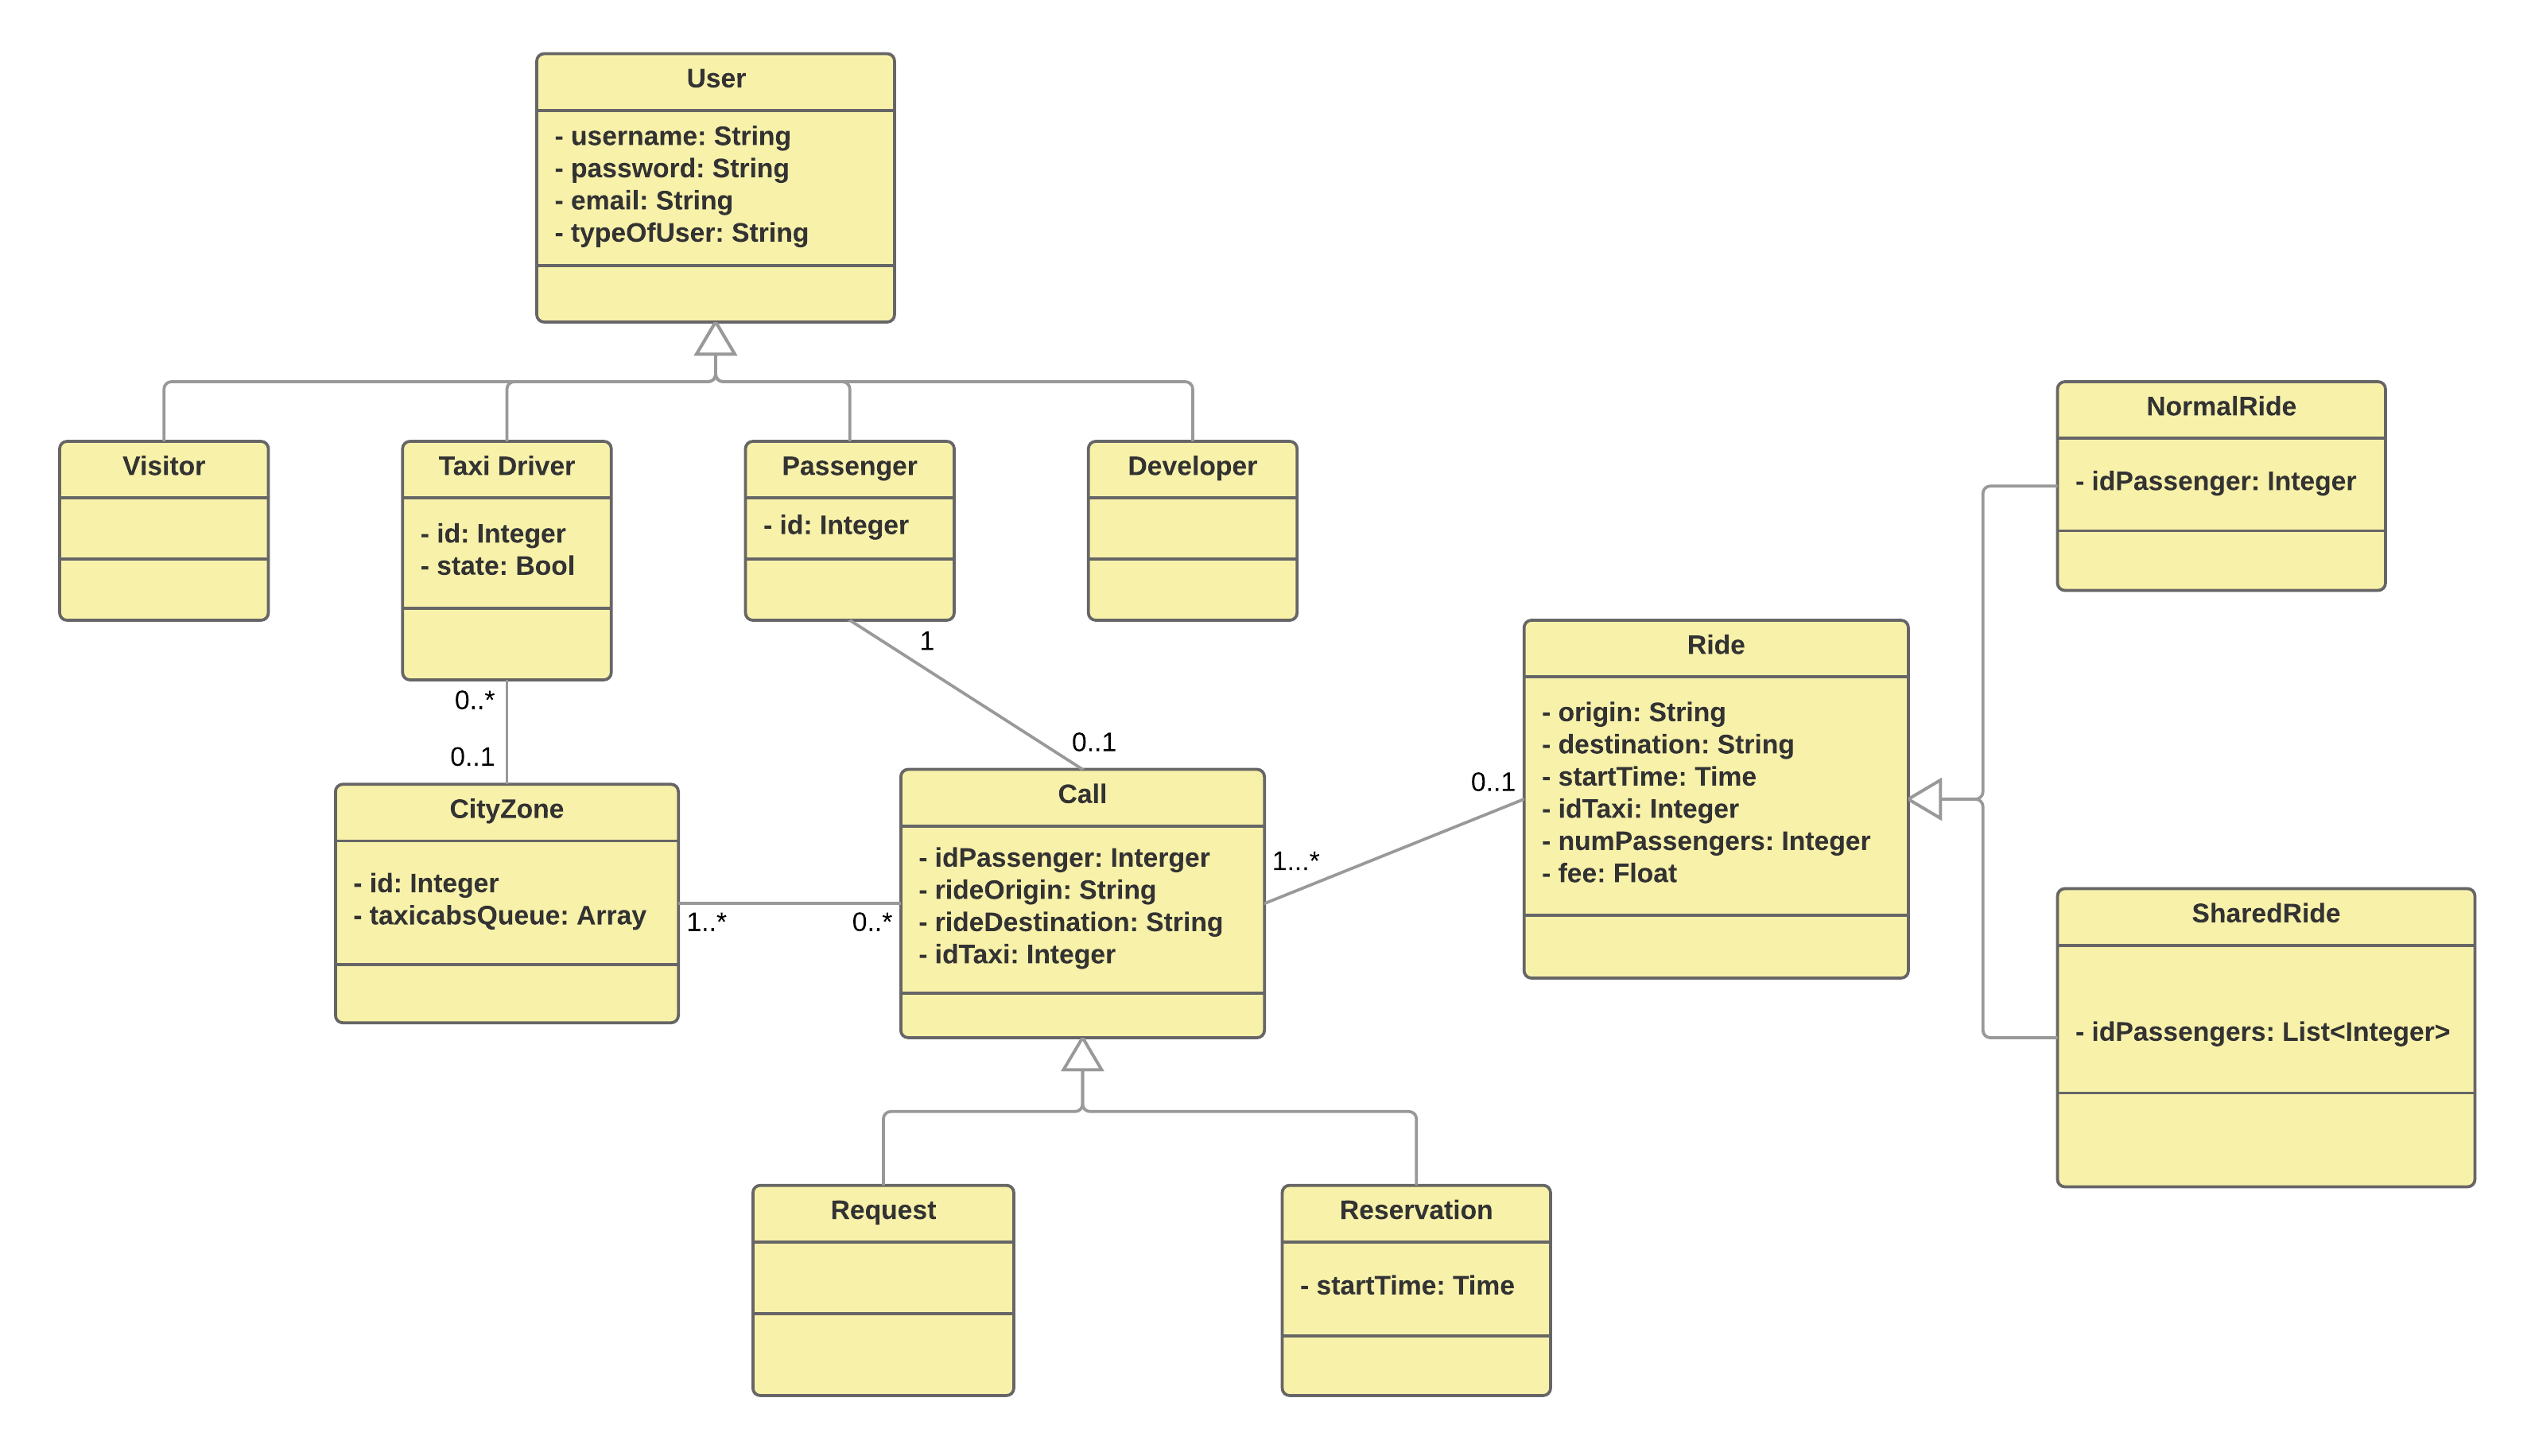 User
- username: String
- password: String
- email: String
- typeOfUser: String
Visitor
Taxi Driver
- id: Integer
- state: Bool
Passenger
- id: Integer
Developer
NormalRide
- idPassenger: Integer
1
0..*
0..1
0..1
CityZone
- id: Integer
- taxicabsQueue: Array
1..*
0..*
Call
- idPassenger: Interger
- rideOrigin: String
- rideDestination: String
- idTaxi: Integer
1...*
0..1
Ride
- origin: String
- destination: String
- startTime: Time
- idTaxi: Integer
- numPassengers: Integer
- fee: Float
SharedRide
- idPassengers: List<Integer>
Request
Reservation
- startTime: Time